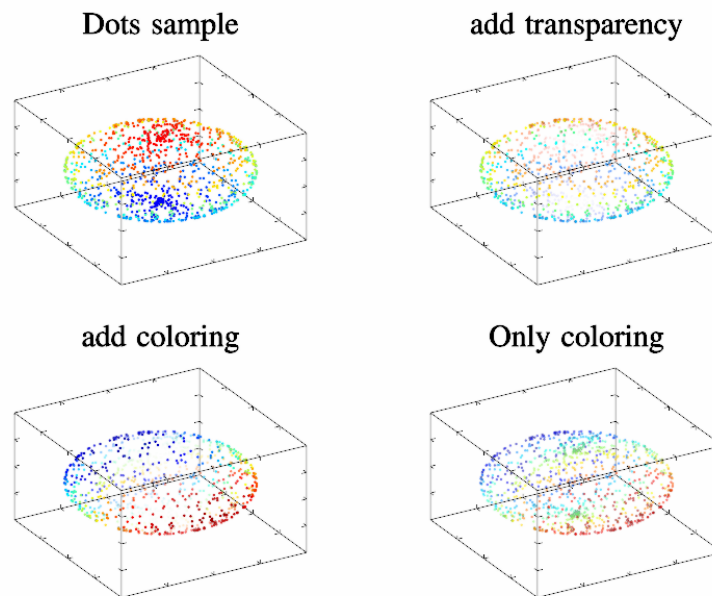 Dots sample
add transparency
add coloring
Only coloring